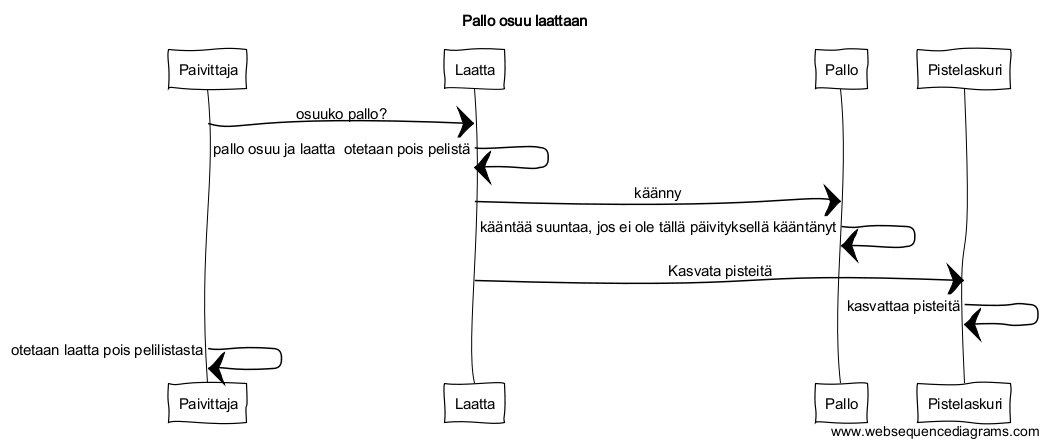 Pallo osuu laattaan
Paivittaja
Laatta
Pallo
Pistelaskuri
osuuko pallo?
pallo osuu ja laatta  otetaan pois pelistä
käänny
kääntää suuntaa, jos ei ole tällä päivityksellä kääntänyt
Kasvata pisteitä
kasvattaa pisteitä
otetaan laatta pois pelilistasta
Paivittaja
Laatta
Pallo
Pistelaskuri
www.websequencediagrams.com